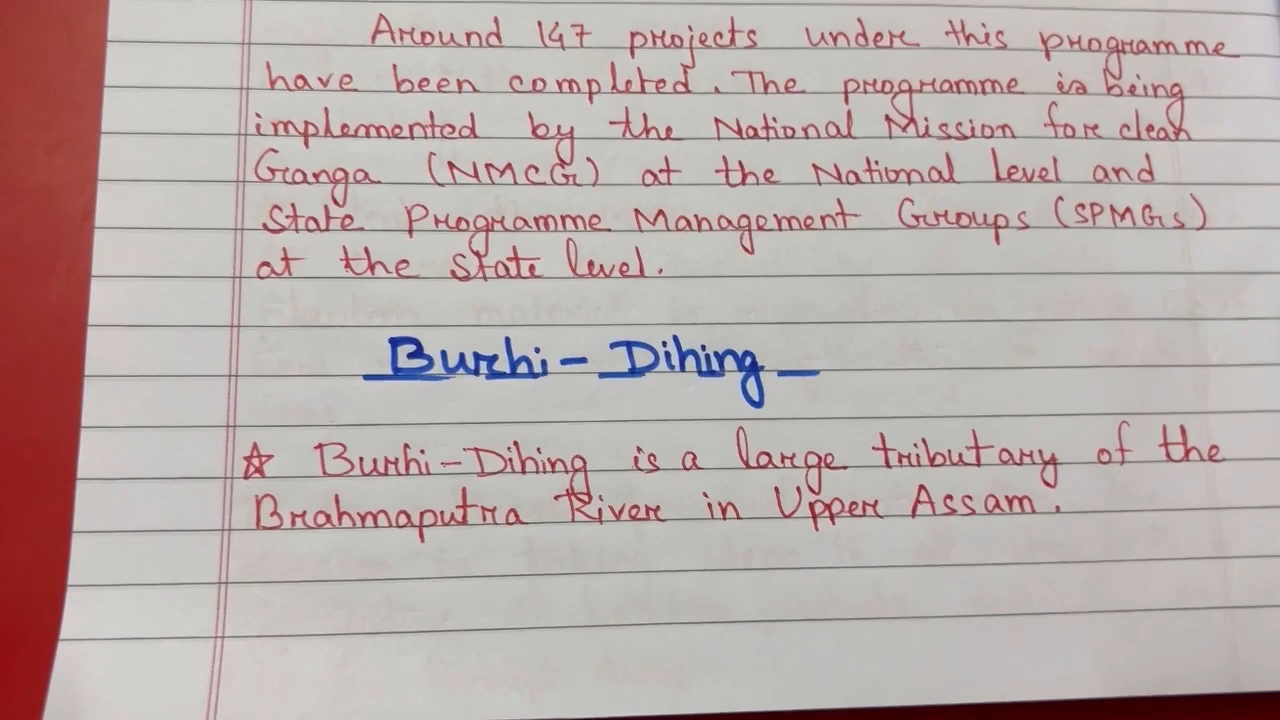 Around 147 projects under this programme
have been completed. The programme is being
implemented by the National Mission for clean
Ganga (NMCG) at the National level and
State Programme Management Groups (SPMGs)
at the state level.
Burhi - Dihing -
☆ Burhi - Dihing is a large tributary of the
Brahmaputra River in Upper Assam.